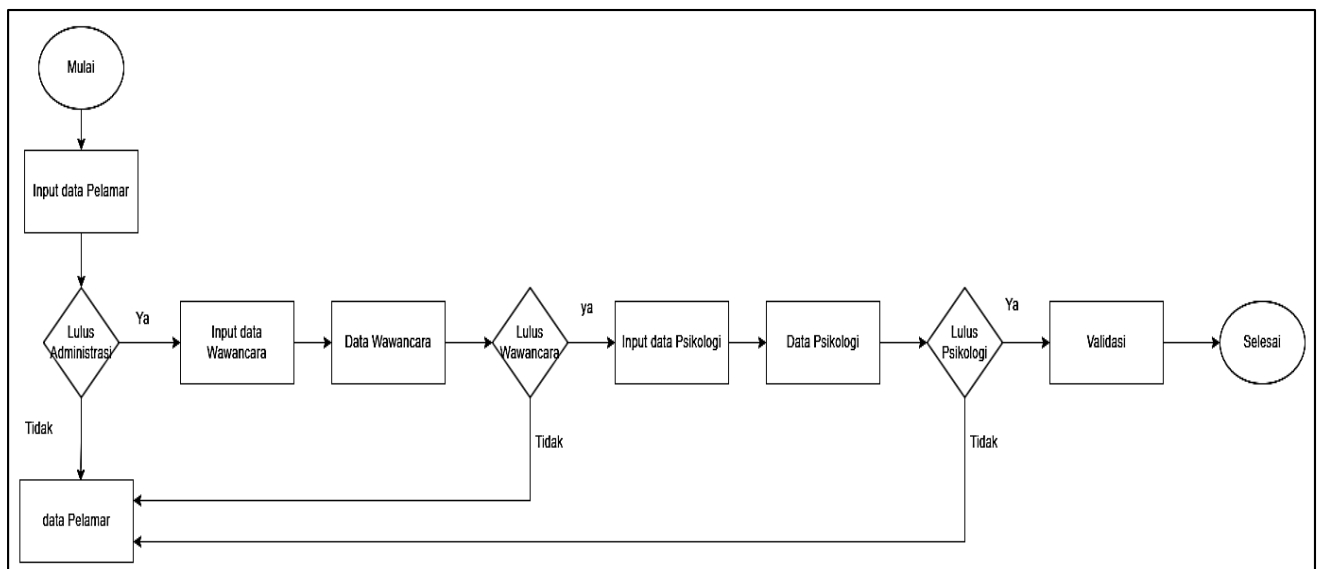 Mulai
Input data Pelamar
Lulus
Administrasi
Ya
Input data
Wawancara
Data Wawancara
Lulus
Wawancara
ya
Input data Psikologi
Data Psikologi
Lulus
Psikologi
Ya
Validasi
Selesai
Tidak
Tidak
Tidak
data Pelamar